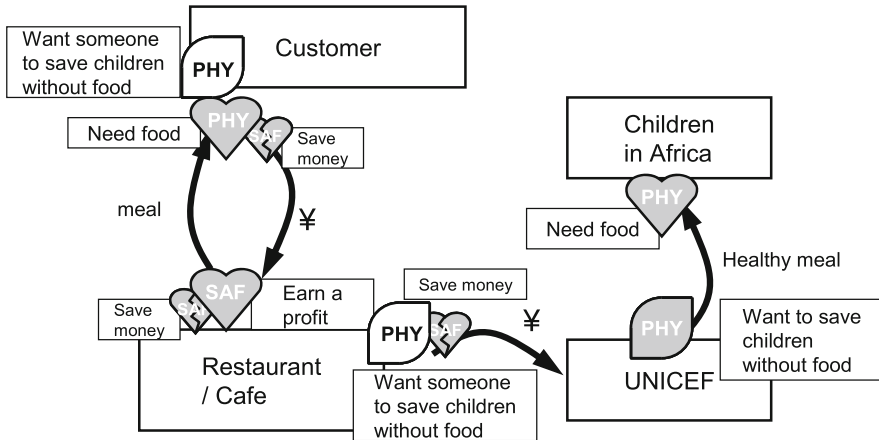 Want someone
to save children
without food
PHY
Customer
PHY
SAF
Need food
Save
money
meal
¥
SAF
SAF
Save
money
Earn a
profit
Restaurant
/ Cafe
Save money
PHY
SAF
¥
Want someone
to save children
without food
Children
in Africa
PHY
Need food
Healthy meal
PHY
UNICEF
Want to save
children
without food